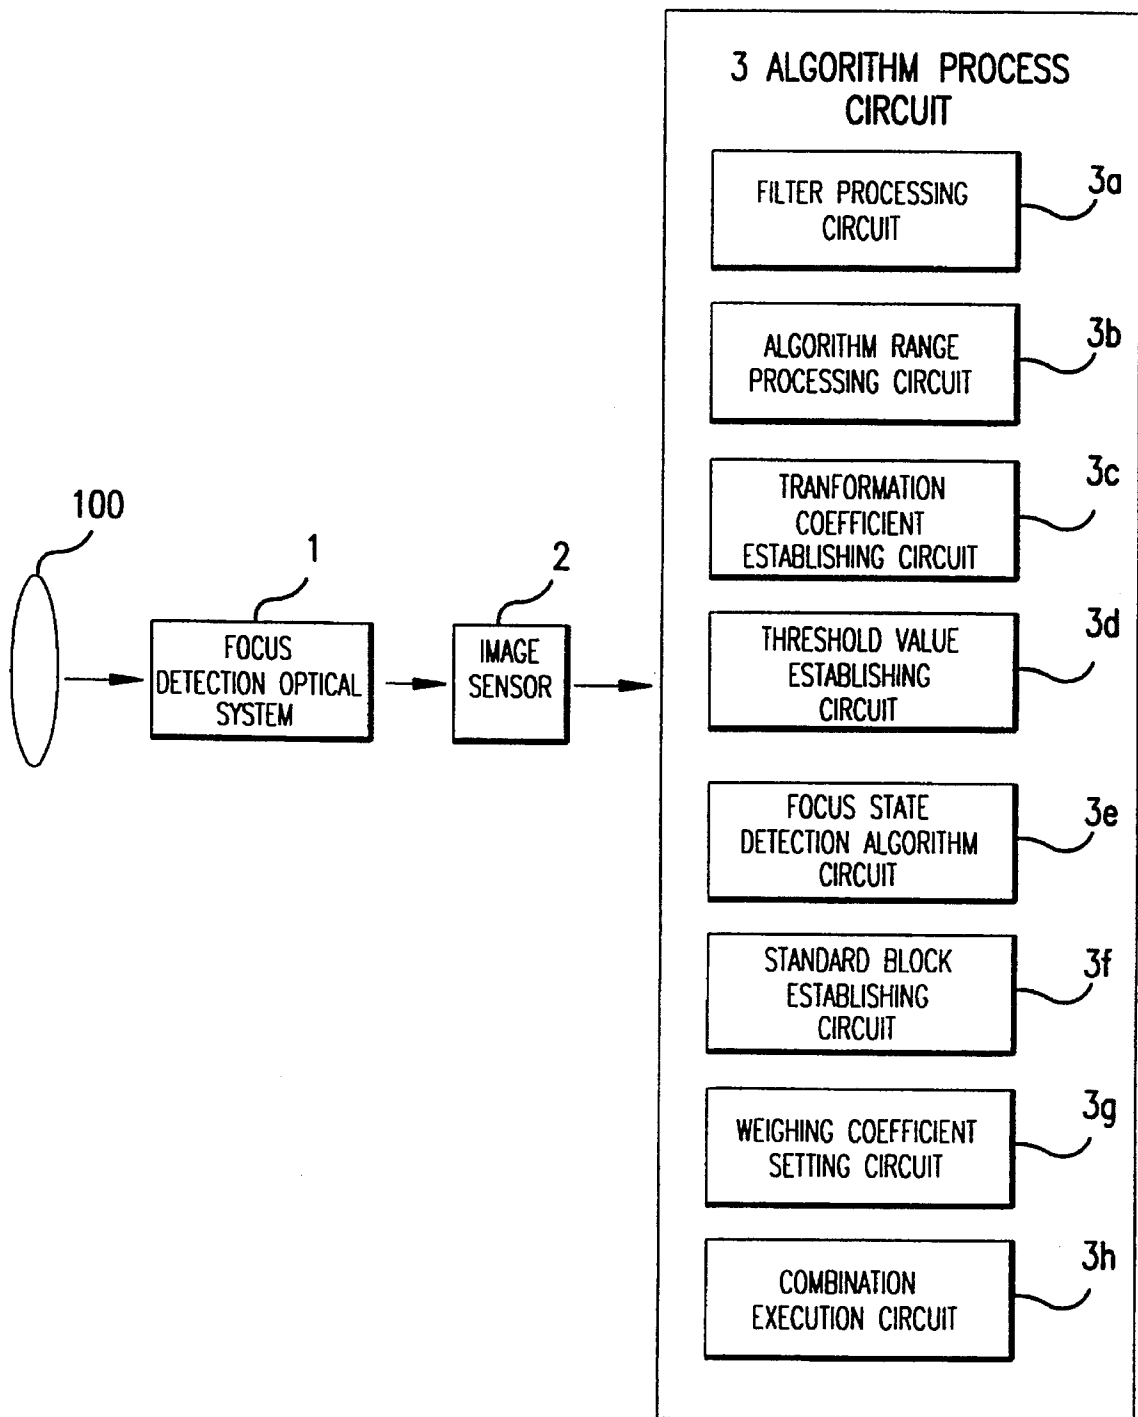 3 ALGORITHM PROCESS
CIRCUIT
FILTER PROCESSING
CIRCUIT
3a
ALGORITHM RANGE
PROCESSING CIRCUIT
3b
TRANFORMATION
COEFFICIENT
ESTABLISHING CIRCUIT
3c
100
1
FOCUS
DETECTION OPTICAL
SYSTEM
2
IMAGE
SENSOR
THRESHOLD VALUE
ESTABLISHING
CIRCUIT
3d
FOCUS STATE
DETECTION ALGORITHM
CIRCUIT
3e
STANDARD BLOCK
ESTABLISHING
CIRCUIT
3f
WEIGHING COEFFICIENT
SETTING CIRCUIT
3g
COMBINATION
EXECUTION CIRCUIT
3h